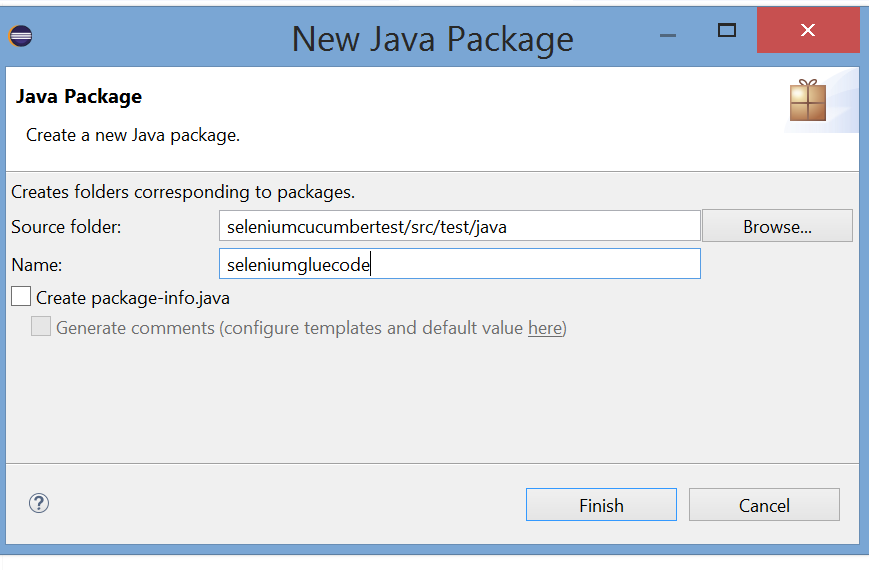 New Java Package
Java Package
Create a new Java package.
Creates folders corresponding to packages.
Source folder: seleniumcucumbertest/src/test/java Browse...
Name: seleniumgluecode
Create package-info.java
Generate comments (configure templates and default value here)
? Finish Cancel